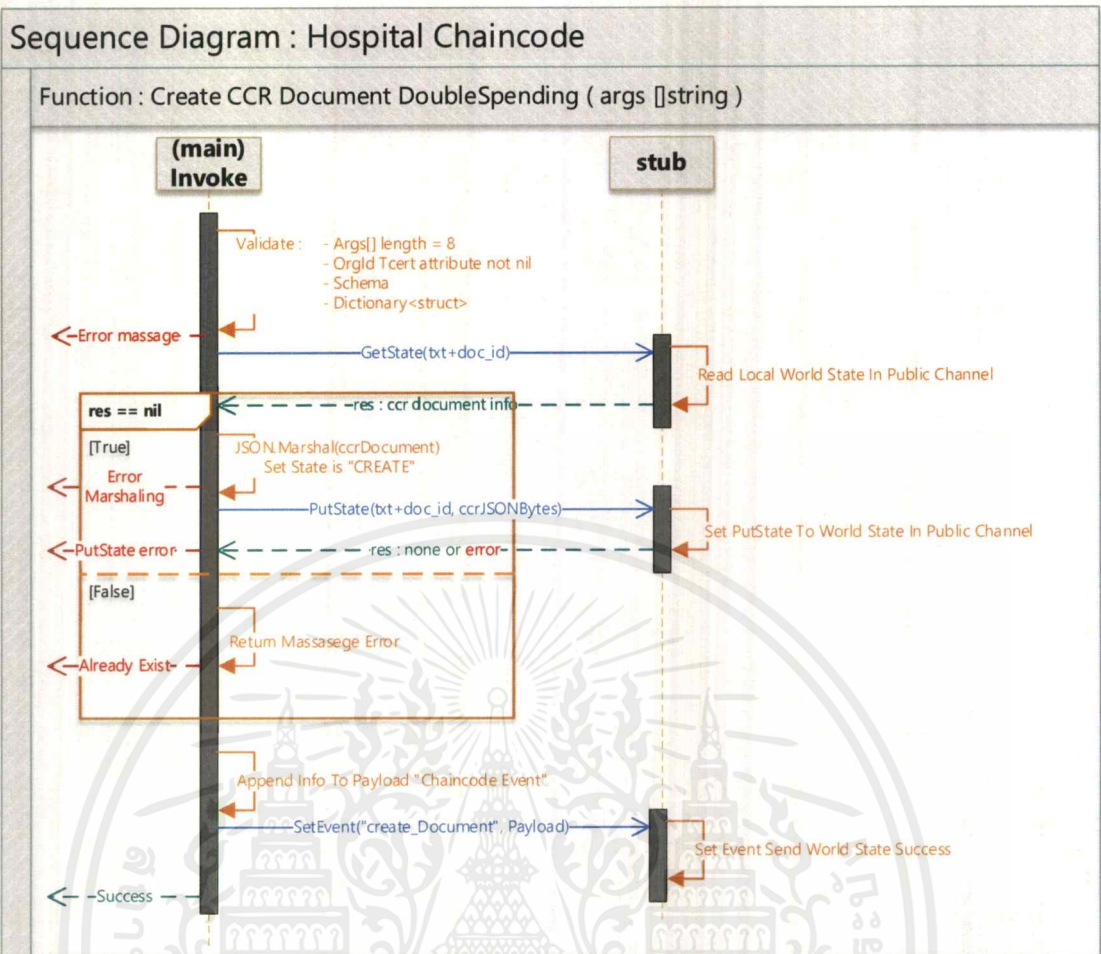 Sequence Diagram : Hospital Chaincode
Function : Create CCR Document DoubleSpending ( args []string )
(main)
Invoke
stub
Validate :
- Args[] length = 8
- OrgId Tcert attribute not nil
- Schema
- Dictionary<struct>
Error massage
GetState(txt+doc_id)
Read Local World State In Public Channel
res == nil
res : ccr document info
[True]
JSON.Marshal(ccrDocument)
Set State is "CREATE"
Error
Marshaling
PutState(txt+doc_id, ccrJSONBytes)
Set PutState To World State In Public Channel
PutState error
res : none or error
[False]
Return Massasege Error
Already Exist
Append Info To Payload "Chaincode Event"
SetEvent("create_Document", Payload)
Set Event Send World State Success
Success